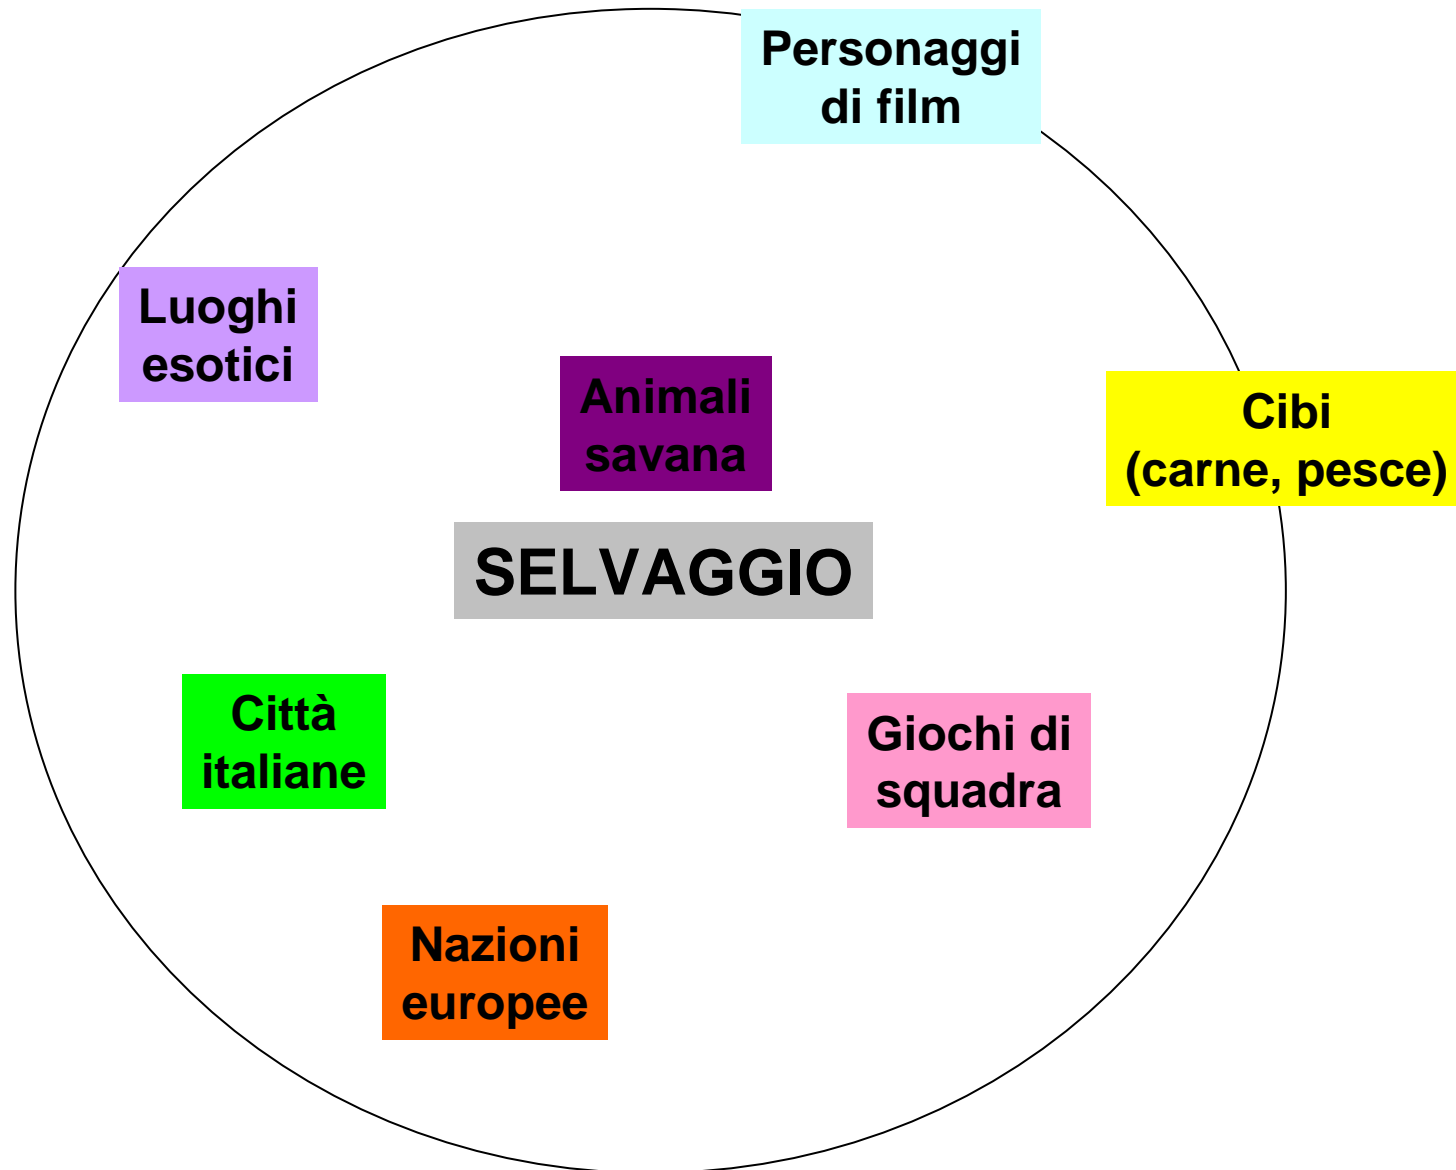 Personaggi
di film
Luoghi
esotici
Animali
savana
Cibi
(carne, pesce)
SELVAGGIO
Città
italiane
Giochi di
squadra
Nazioni
europee